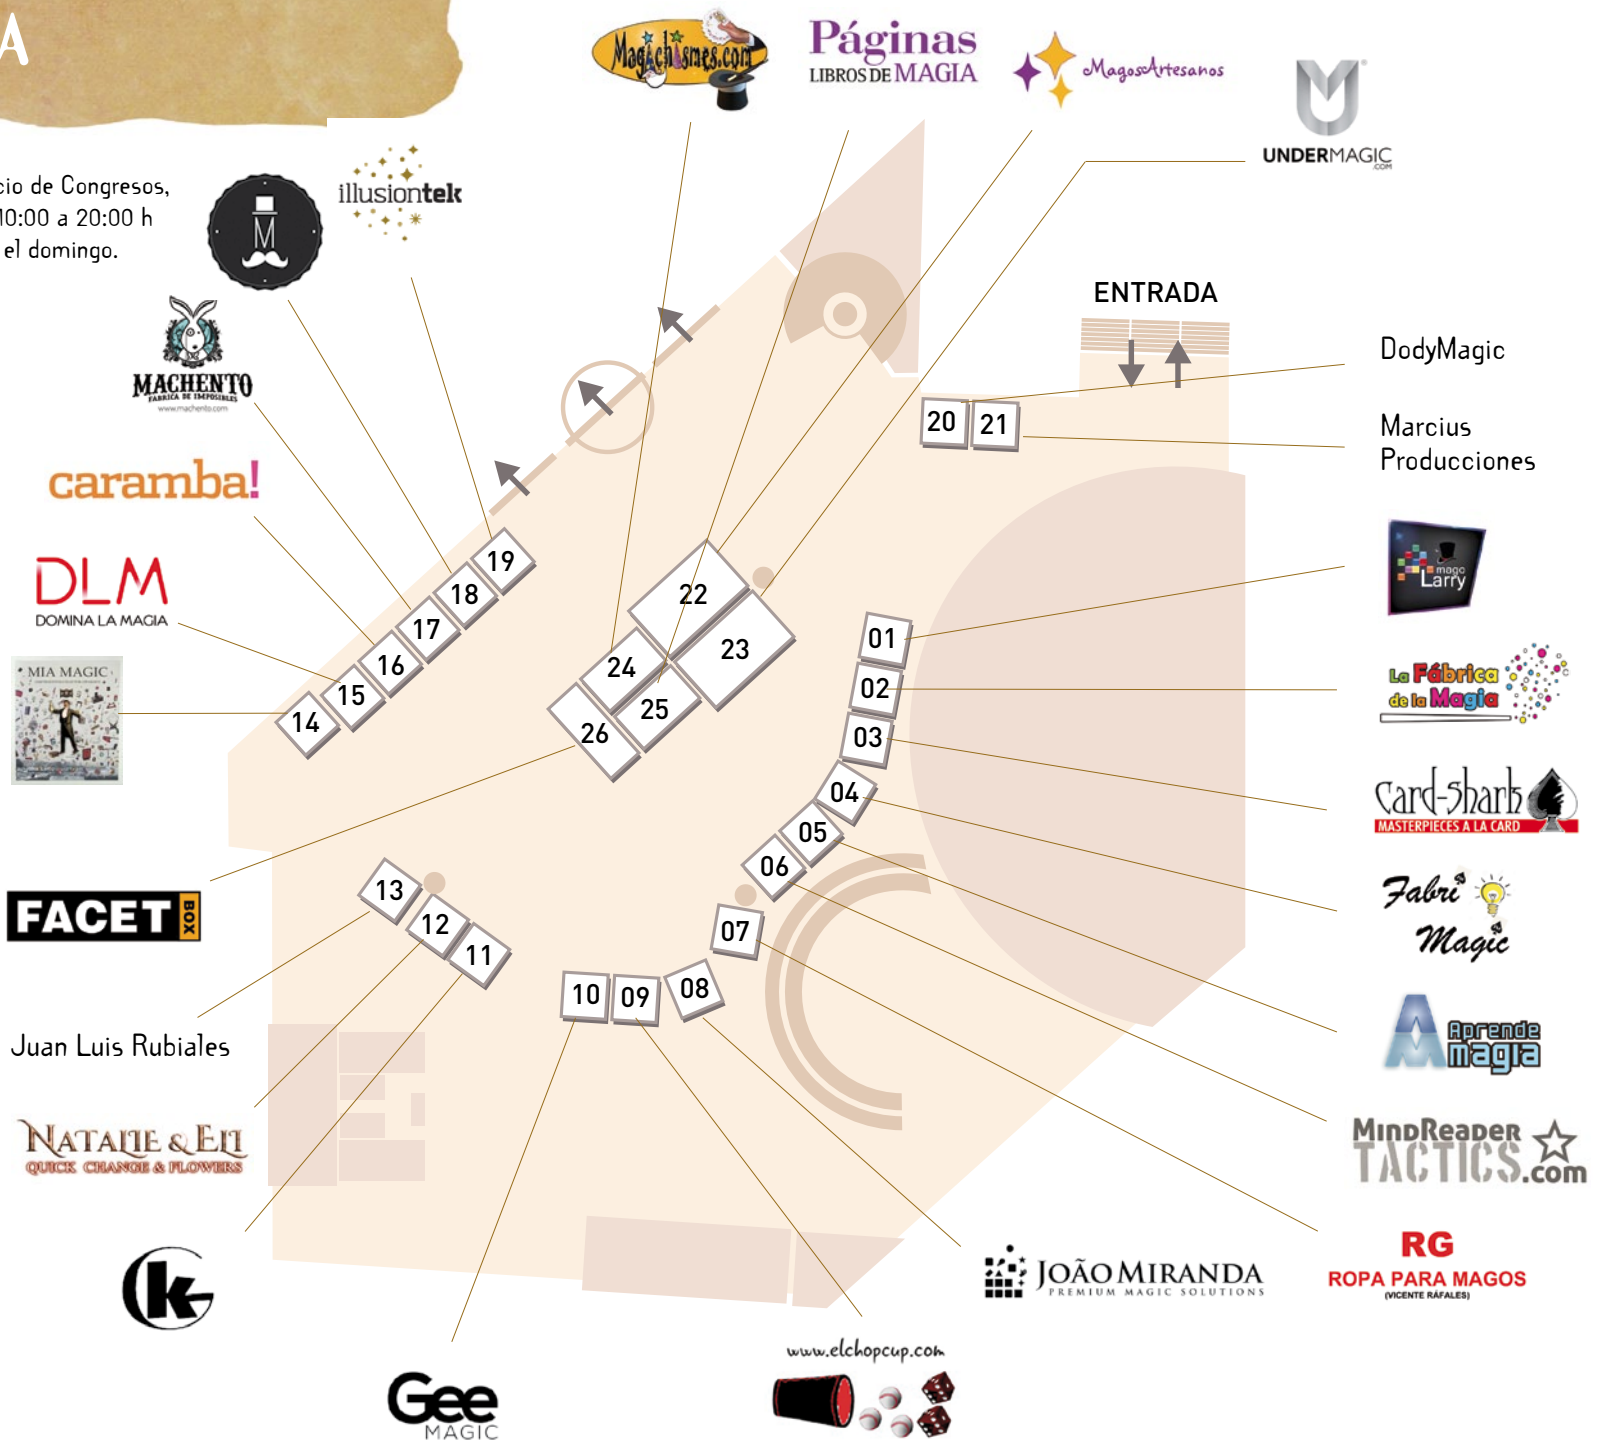 A
Magichismes.com
Páginas
LIBROS DE MAGIA
MagosArtesanos
UNDERMAGIC
.COM
cio de Congresos,
10:00 a 20:00 h
el domingo.
M
illusiontek
ENTRADA
MACHENTO
FABRICA DE IMPOSIBLES
www.machento.com
DodyMagic
Marcius
Producciones
caramba!
20
21
mago
Larry
DLM
DOMINA LA MAGIA
19
18
17
16
15
14
22
23
24
25
26
01
02
03
04
05
06
07
08
09
10
11
12
13
MIA MAGIC
La Fábrica
de la Magia
Card-Shark
MASTERPIECES A LA CARD
FACET
BOX
Fabri
Magic
Juan Luis Rubiales
Aprende
magia
NATALIE & ELI
QUICK CHANGE & FLOWERS
MINDREADER
TACTICS.com
k
JOÃO MIRANDA
PREMIUM MAGIC SOLUTIONS
RG
ROPA PARA MAGOS
(VICENTE RÁFALES)
www.elchopcup.com
Gee
MAGIC